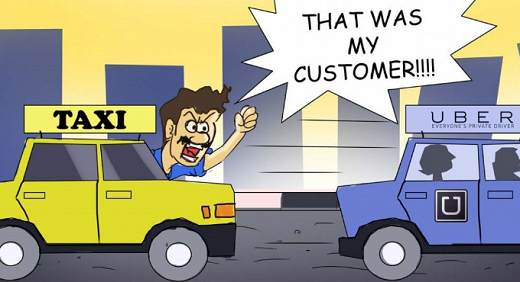 THAT WAS
MY
CUSTOMER!!!!
TAXI
UBER
EVERYONE'S PRIVATE DRIVER
U